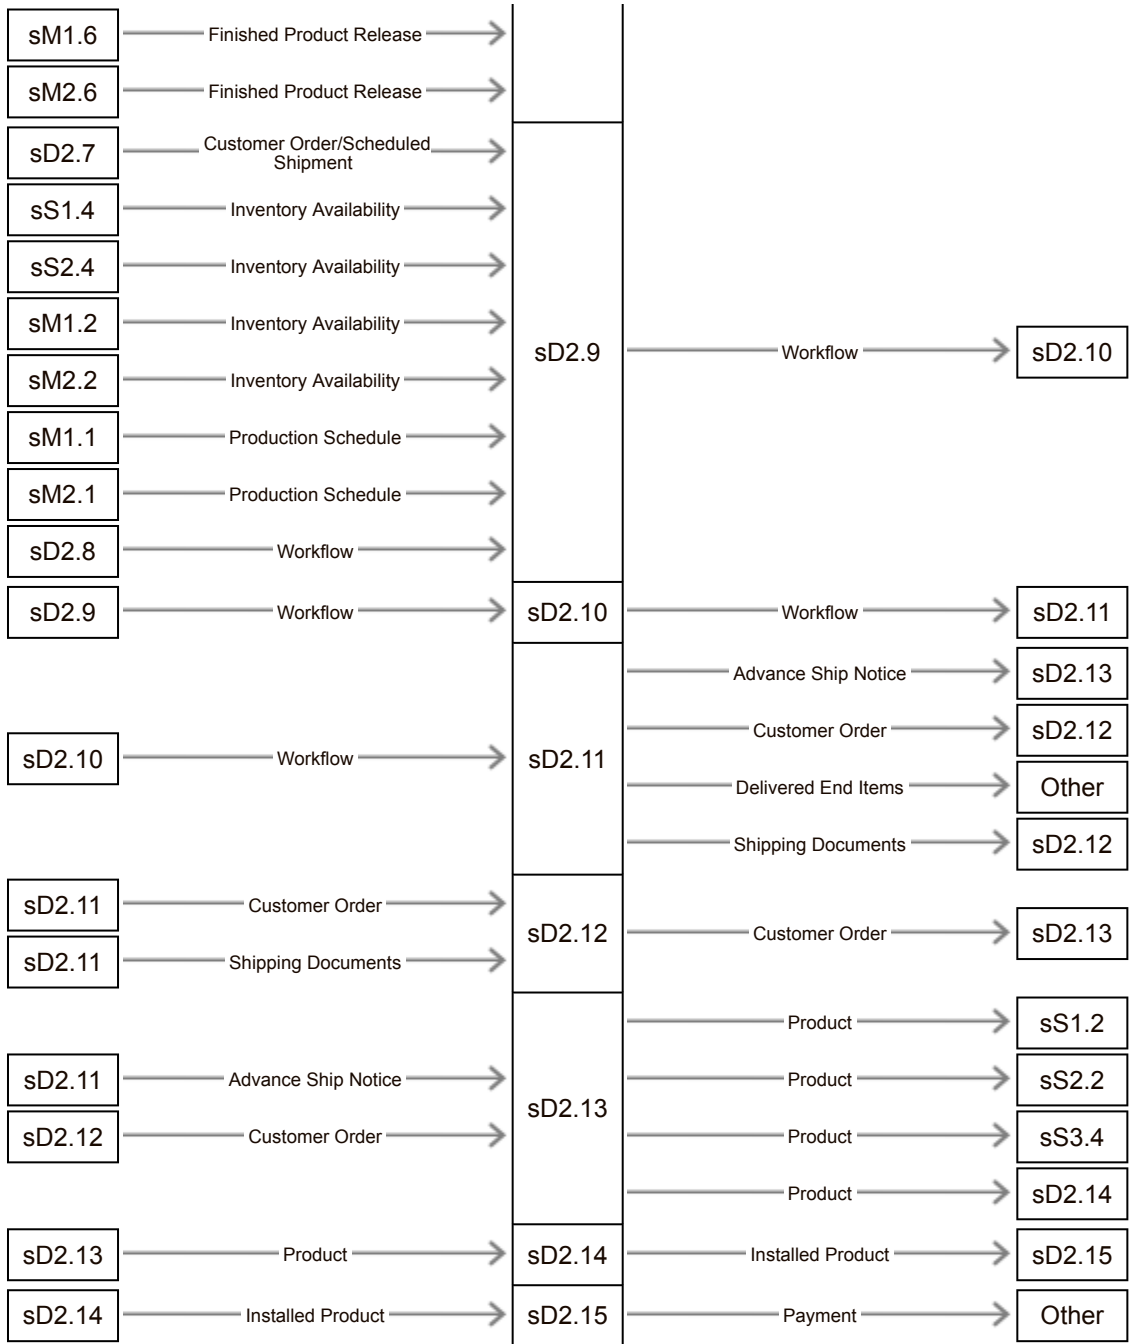 sM1.6 Finished Product Release
sM2.6 Finished Product Release
sD2.7 Customer Order/Scheduled
Shipment
sS1.4 Inventory Availability
sS2.4 Inventory Availability
sM1.2 Inventory Availability
sD2.9 Workflow sD2.10
sM2.2 Inventory Availability
sM1.1 Production Schedule
sM2.1 Production Schedule
sD2.8 Workflow
sD2.9 Workflow sD2.10 Workflow sD2.11
Advance Ship Notice sD2.13
Customer Order sD2.12
sD2.10 Workflow sD2.11
Delivered End Items Other
Shipping Documents sD2.12
sD2.11 Customer Order
sD2.12 Customer Order sD2.13
sD2.11 Shipping Documents
Product sS1.2
sD2.11 Advance Ship Notice Product sS2.2
sD2.13
sD2.12 Customer Order Product sS3.4
Product sD2.14
sD2.13 Product sD2.14 Installed Product sD2.15
sD2.14 Installed Product sD2.15 Payment Other